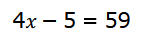 4x − 5 = 59